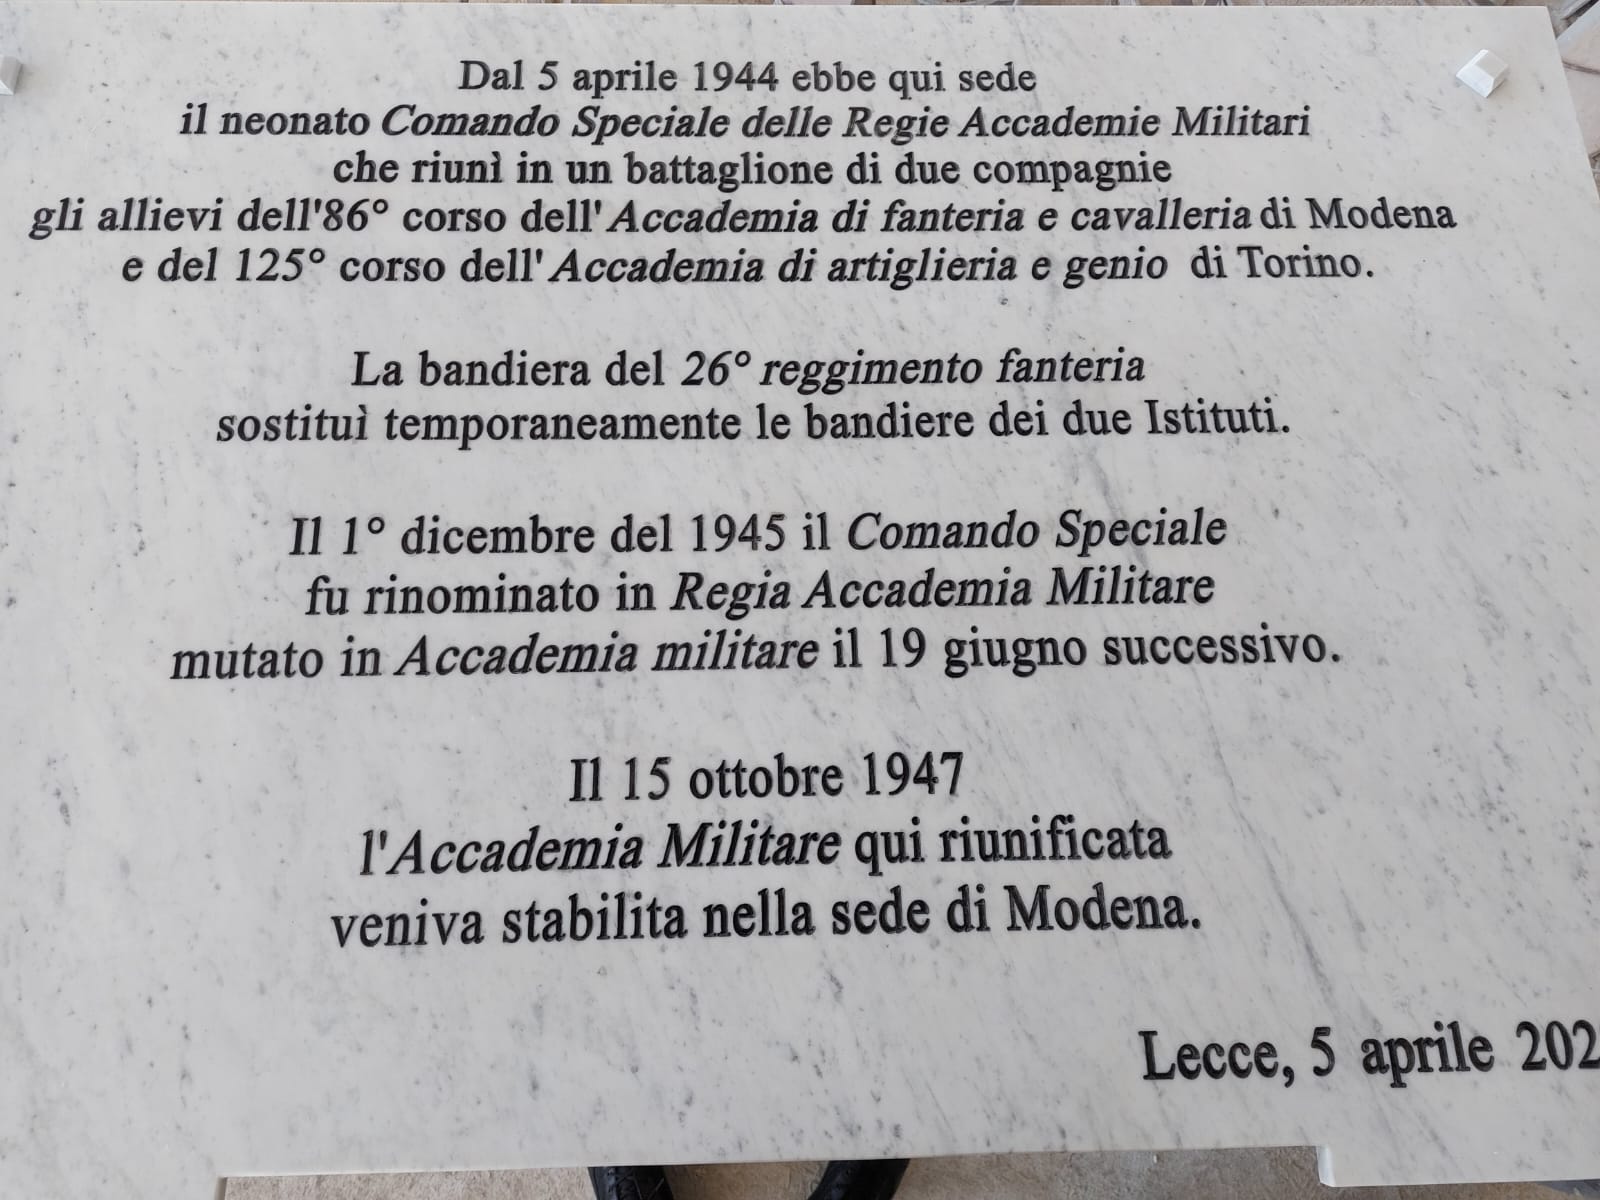 Dal 5 aprile 1944 ebbe qui sede
il neonato Comando Speciale delle Regie Accademie Militari
che riunì in un battaglione di due compagnie
gli allievi dell'86° corso dell'Accademia di fanteria e cavalleria di Modena
e del 125° corso dell'Accademia di artiglieria e genio di Torino.
La bandiera del 26° reggimento fanteria
sostituì temporaneamente le bandiere dei due Istituti.
Il 1° dicembre del 1945 il Comando Speciale
fu rinominato in Regia Accademia Militare
mutato in Accademia militare il 19 giugno successivo.
Il 15 ottobre 1947
l'Accademia Militare qui riunificata
veniva stabilita nella sede di Modena.
Lecce, 5 aprile